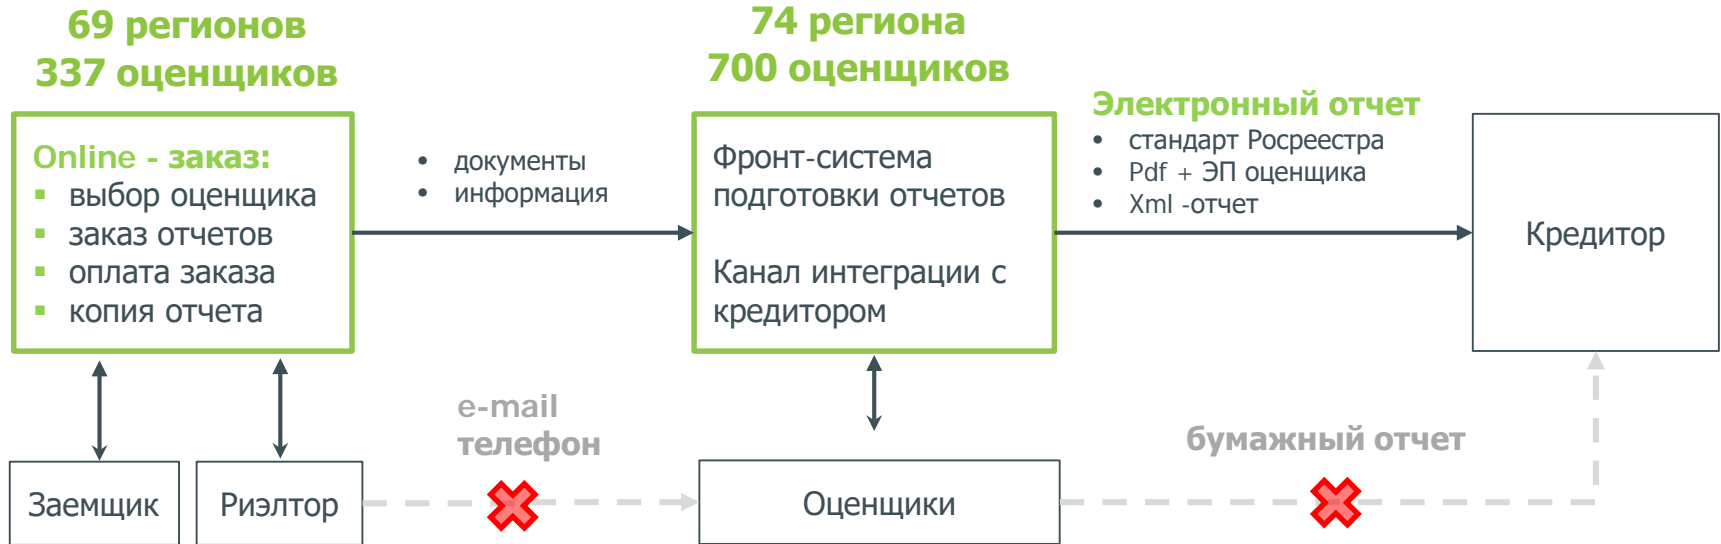 69 регионов
337 оценщиков
74 региона
700 оценщиков
Online - заказ:
▪ выбор оценщика
▪ заказ отчетов
▪ оплата заказа
▪ копия отчета
• документы
• информация
Фронт-система
подготовки отчетов
Канал интеграции с
кредитором
Электронный отчет
• стандарт Росреестра
• Pdf + ЭП оценщика
• Xml -отчет
Кредитор
e-mail
телефон
бумажный отчет
Заемщик
Риэлтор
Оценщики